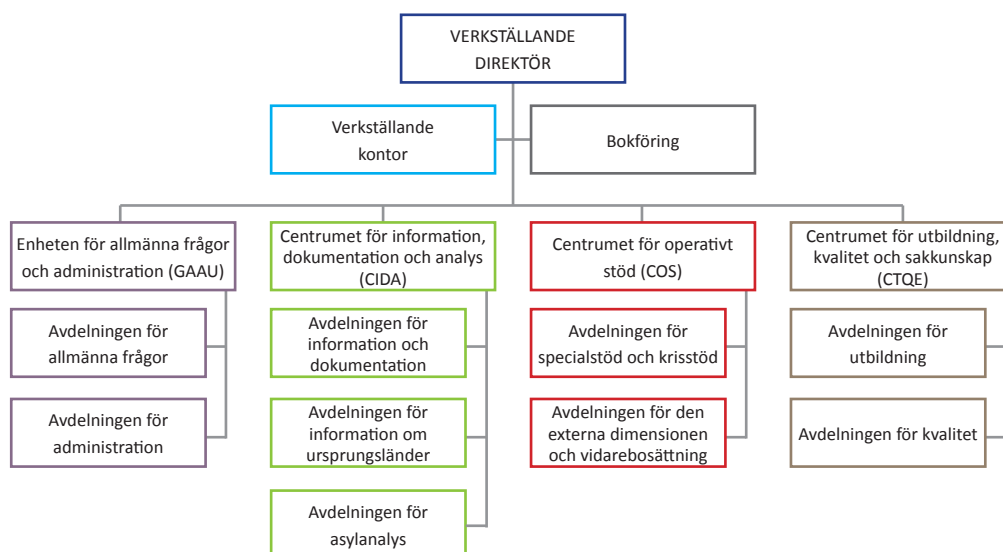 VERKSTÄLLANDE
DIREKTÖR
Verkställande
kontor
Bokföring
Enheten för allmänna frågor
och administration (GAAU)
Centrumet för information,
dokumentation och analys
(CIDA)
Centrumet för operativt
stöd (COS)
Centrumet för utbildning,
kvalitet och sakkunskap
(CTQE)
Avdelningen för
allmänna frågor
Avdelningen för
information och
dokumentation
Avdelningen för
specialstöd och krisstöd
Avdelningen för
utbildning
Avdelningen för
administration
Avdelningen för
information om
ursprungsländer
Avdelningen för den
externa dimensionen
och vidarebosättning
Avdelningen för kvalitet
Avdelningen för
asylanalys